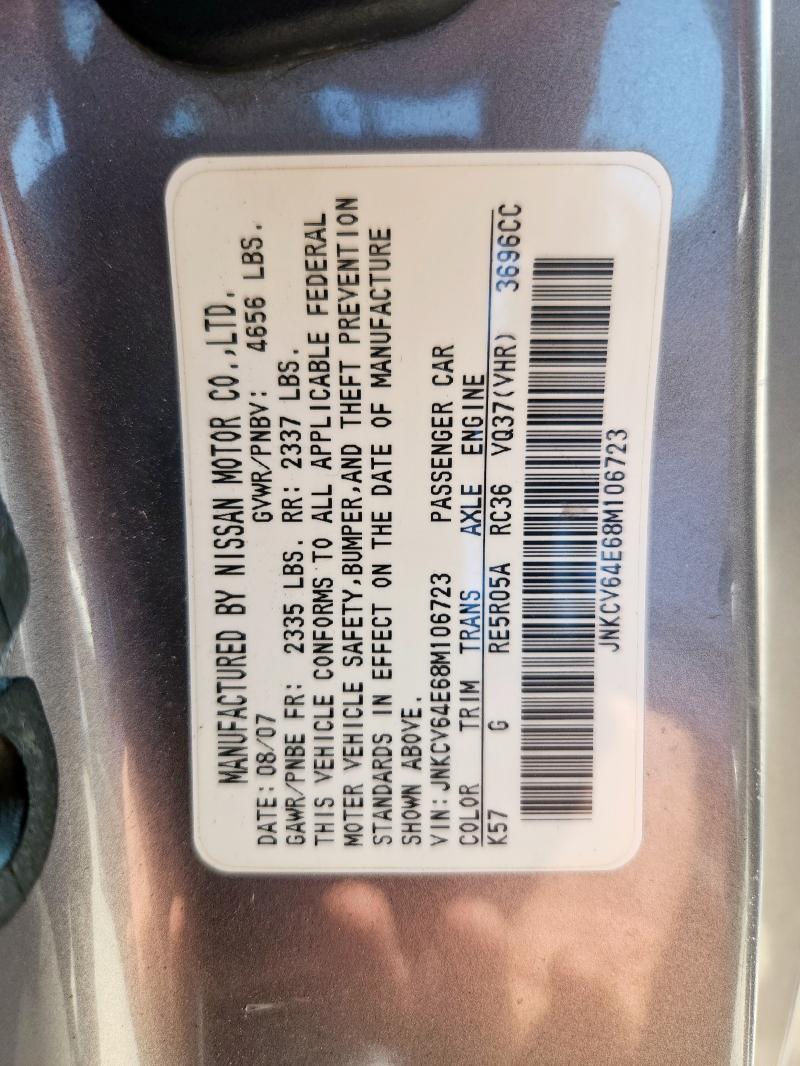 MANUFACTURED BY NISSAN MOTOR CO.,LTD.
DATE: 08/07 GVWR/PNBV: 4656 LBS.
GAWR/PNBE FR: 2335 LBS. RR: 2337 LBS.
THIS VEHICLE CONFORMS TO ALL APPLICABLE FEDERAL
MOTER VEHICLE SAFETY,BUMPER,AND THEFT PREVENTION
STANDARDS IN EFFECT ON THE DATE OF MANUFACTURE
SHOWN ABOVE.
VIN: JNKCV64E68M106723 PASSENGER CAR
COLOR TRIM TRANS AXLE ENGINE
K57 G RE5R05A RC36 VQ37(VHR) 3696CC
JNKCV64E68M106723